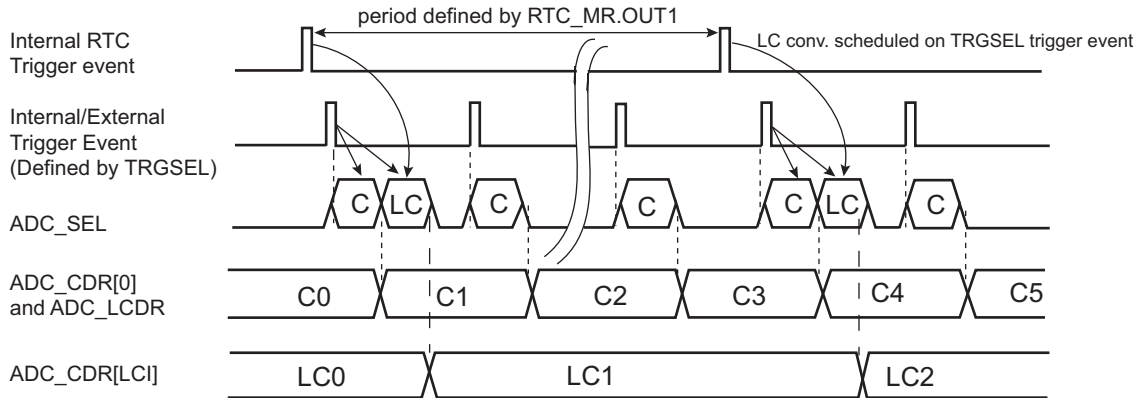 period defined by RTC_MR.OUT1
Internal RTC
Trigger event
LC conv. scheduled on TRGSEL trigger event
Internal/External
Trigger Event
(Defined by TRGSEL)
ADC_SEL
C LC C C C LC C
ADC_CDR[0]
and ADC_LCDR
C0 C1 C2 C3 C4 C5
ADC_CDR[LCI]
LC0 LC1 LC2